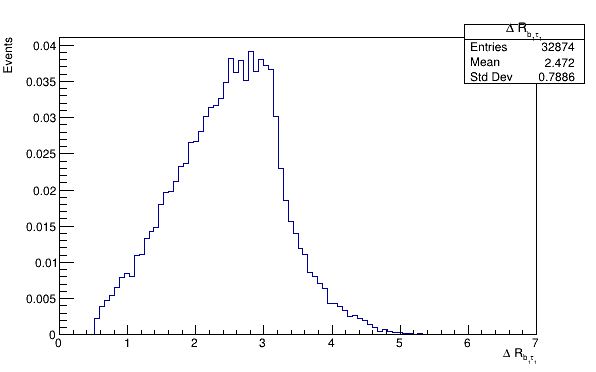 Δ R_{b₁τ₁}
Entries 32874
Mean 2.472
Std Dev 0.7886
Events
0.04
0.035
0.03
0.025
0.02
0.015
0.01
0.005
0
0 1 2 3 4 5 6 7
Δ R_{b₁τ₁}